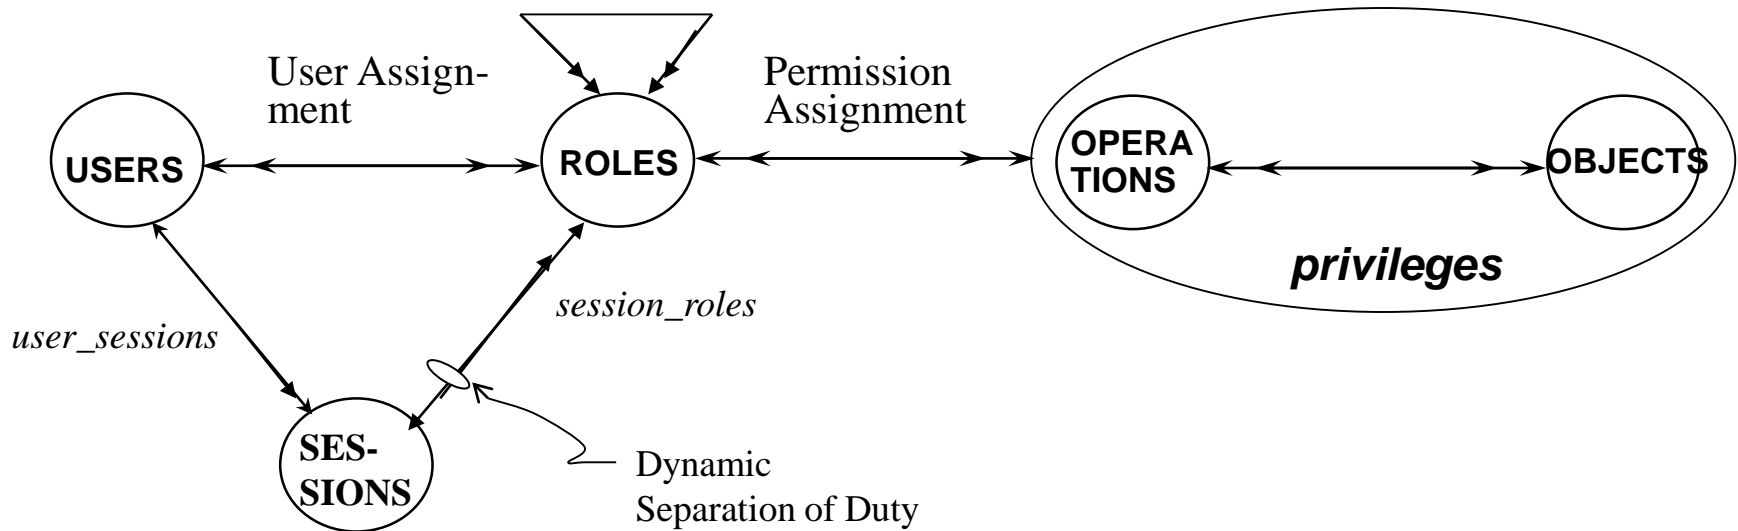 User Assign-
ment
Permission
Assignment
USERS
ROLES
OPERA
TIONS
OBJECTS
privileges
user_sessions
session_roles
SES-
SIONS
Dynamic
Separation of Duty